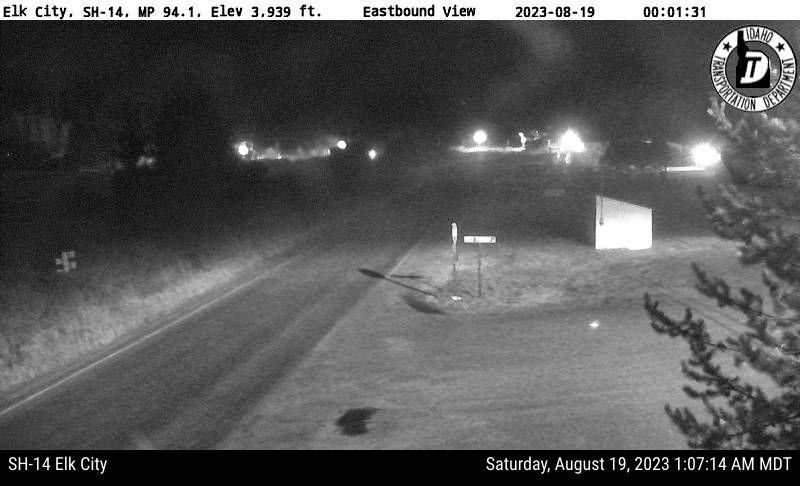 Elk City, SH-14, MP 94.1, Elev 3,939 ft. Eastbound View 2023-08-19 00:01:31
IDAHO
TRANSPORTATION DEPARTMENT
SH-14 Elk City
Saturday, August 19, 2023 1:07:14 AM MDT